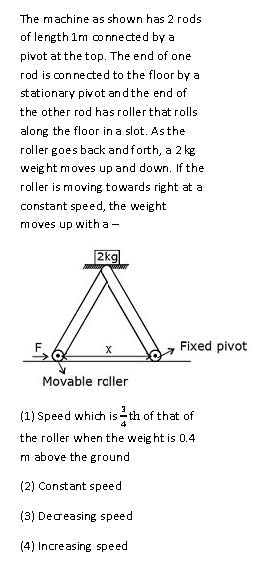 The machine as shown has 2 rods
of length 1m connected by a
pivot at the top. The end of one
rod is connected to the floor by a
stationary pivot and the end of
the other rod has roller that rolls
along the floor in a slot. As the
roller goes back and forth, a 2 kg
weight moves up and down. If the
roller is moving towards right at a
constant speed, the weight
moves up with a –
2kg
F
x
Fixed pivot
Movable roller
(1) Speed which is 3/4 th of that of
the roller when the weight is 0.4
m above the ground
(2) Constant speed
(3) Decreasing speed
(4) Increasing speed